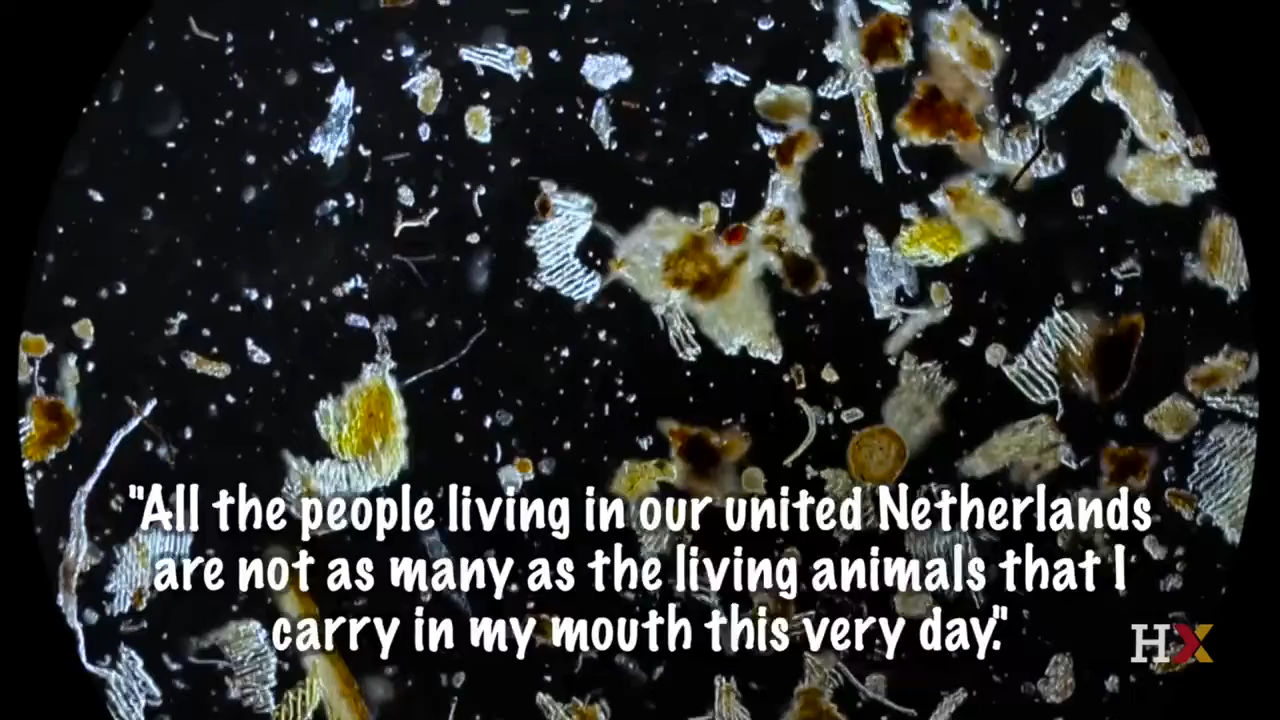 "All the people living in our united Netherlands
are not as many as the living animals that I
carry in my mouth this very day."
HX